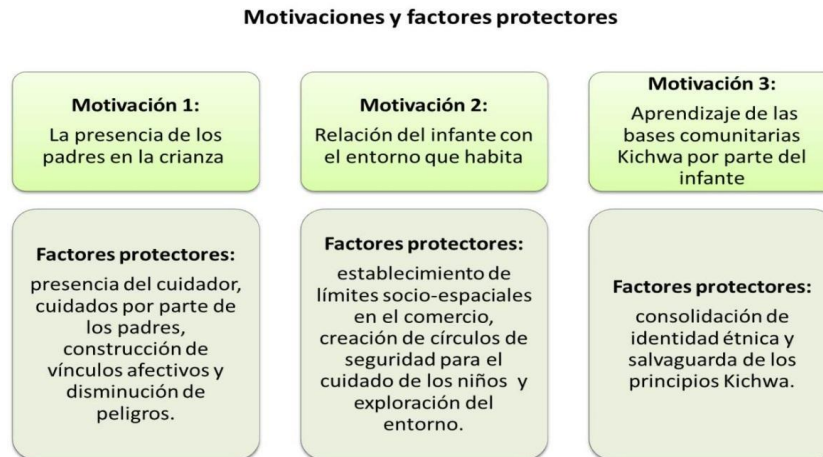 Motivaciones y factores protectores
Motivación 1:
La presencia de los
padres en la crianza
Factores protectores:
presencia del cuidador,
cuidados por parte de
los padres,
construcción de
vínculos afectivos y
disminución de
peligros.
Motivación 2:
Relación del infante con
el entorno que habita
Factores protectores:
establecimiento de
límites socio-espaciales
en el comercio,
creación de círculos de
seguridad para el
cuidado de los niños y
exploración del
entorno.
Motivación 3:
Aprendizaje de las
bases comunitarias
Kichwa por parte del
infante
Factores protectores:
consolidación de
identidad étnica y
salvaguarda de los
principios Kichwa.